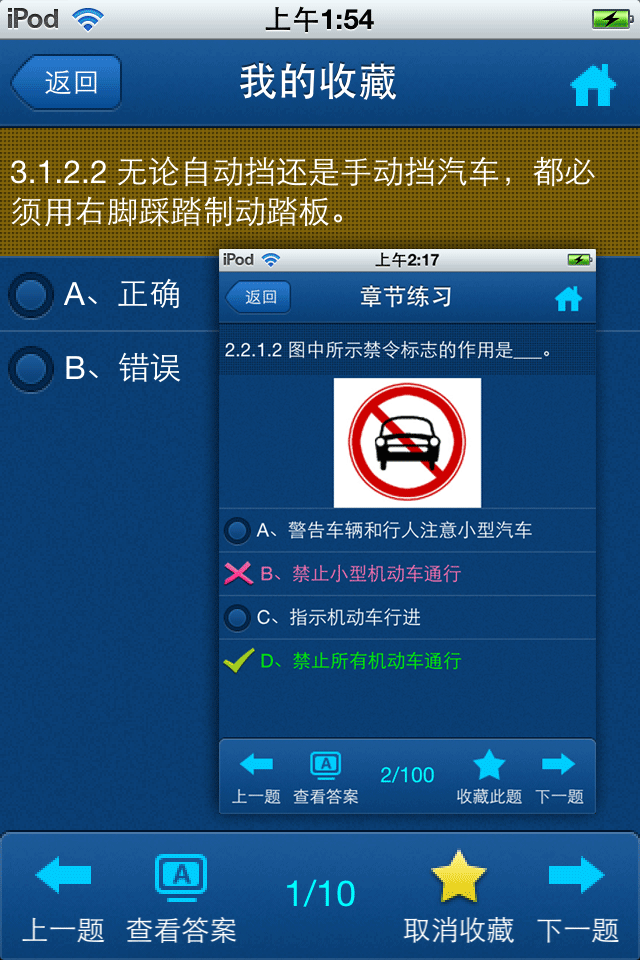 iPod 上午1:54
返回 我的收藏
3.1.2.2 无论自动挡还是手动挡汽车，都必
须用右脚踩踏制动踏板。
A、正确
B、错误
iPod 上午2:17
返回 章节练习
2.2.1.2 图中所示禁令标志的作用是___。
A、警告车辆和行人注意小型汽车
B、禁止小型机动车通行
C、指示机动车行进
D、禁止所有机动车通行
A 2/100
上一题 查看答案 收藏此题 下一题
A 1/10
上一题 查看答案 取消收藏 下一题